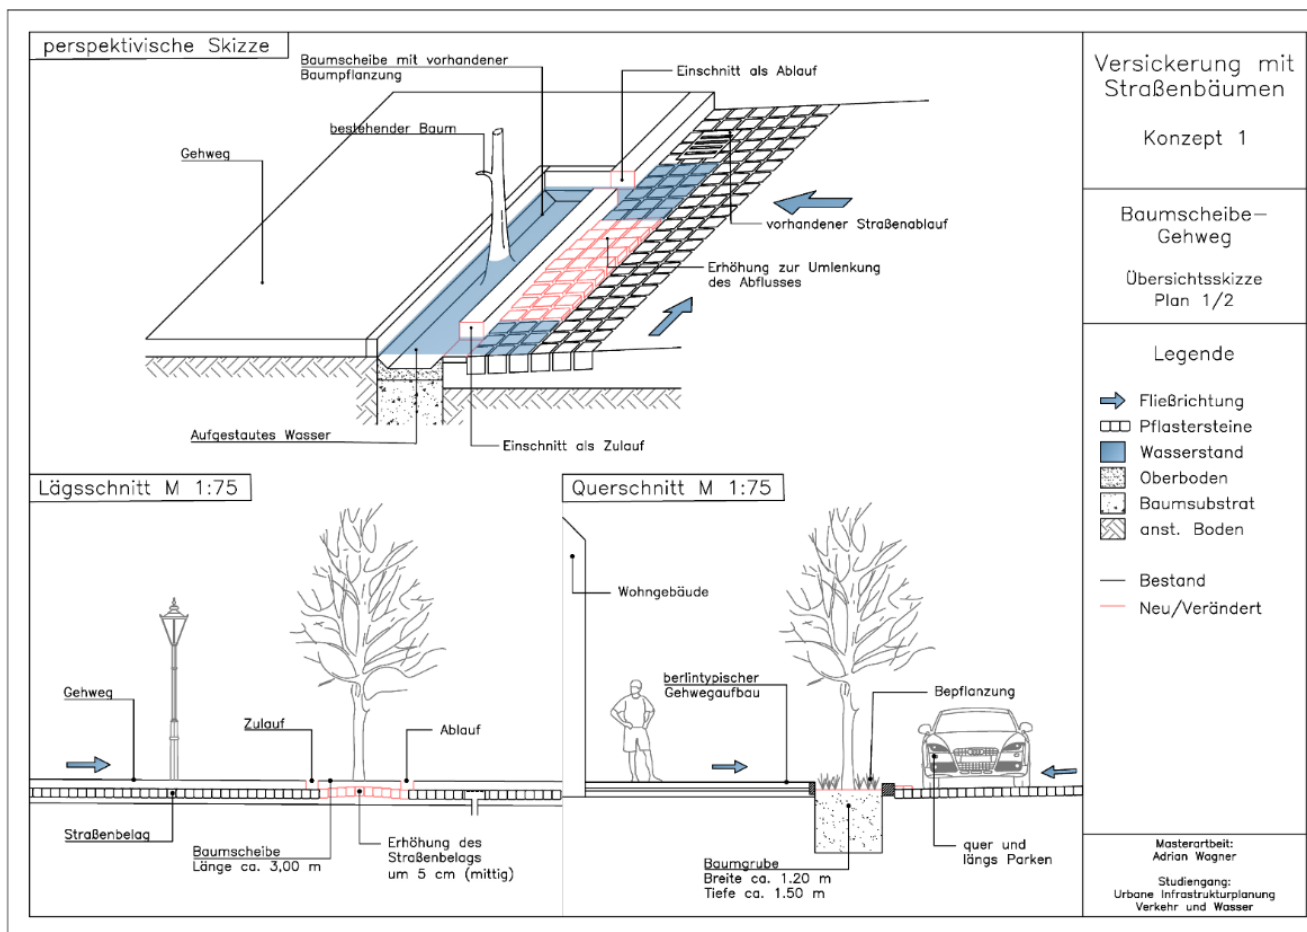 perspektivische Skizze
Baumscheibe mit vorhandener
Baumpflanzung
Einschnitt als Ablauf
bestehender Baum
Gehweg
vorhandener Straßenablauf
Erhöhung zur Umlenkung
des Abflusses
Aufgestautes Wasser
Einschnitt als Zulauf
Lägsschnitt M 1:75
Gehweg
Zulauf
Ablauf
Straßenbelag
Baumscheibe
Länge ca. 3,00 m
Erhöhung des
Straßenbelags
um 5 cm (mittig)
Querschnitt M 1:75
Wohngebäude
berlintypischer
Gehwegaufbau
Bepflanzung
Baumgrube
Breite ca. 1.20 m
Tiefe ca. 1.50 m
quer und
längs Parken
Versickerung mit
Straßenbäumen
Konzept 1
Baumscheibe-
Gehweg
Übersichtsskizze
Plan 1/2
Legende
Fließrichtung
Pflastersteine
Wasserstand
Oberboden
Baumsubstrat
anst. Boden
Bestand
Neu/Verändert
Masterartbeit:
Adrian Wagner
Studiengang:
Urbane Infrastrukturplanung
Verkehr und Wasser